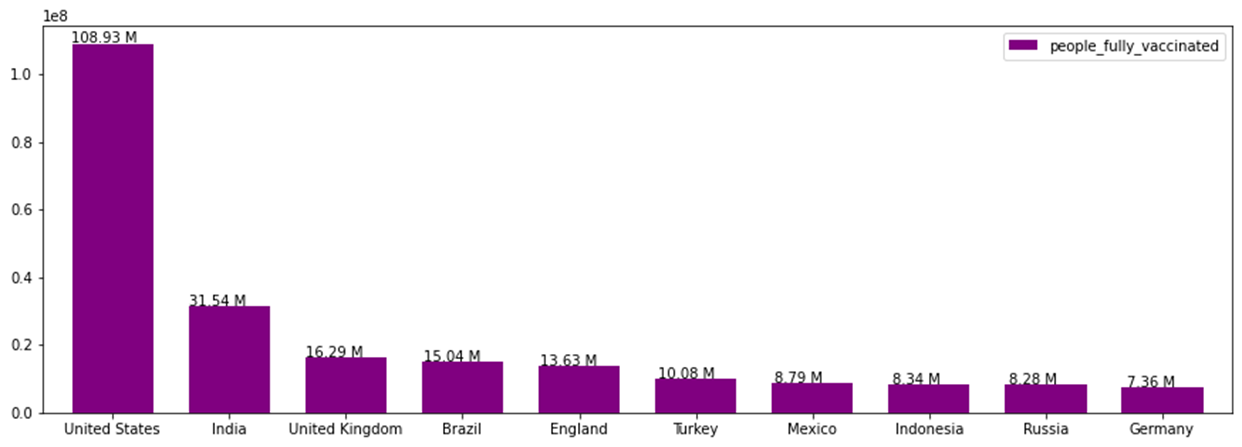 1e8
people_fully_vaccinated
108.93 M
1.0
0.8
0.6
0.4
31.54 M
0.2
16.29 M
15.04 M
13.63 M
10.08 M
8.79 M
8.34 M
8.28 M
7.36 M
0.0
United States
India
United Kingdom
Brazil
England
Turkey
Mexico
Indonesia
Russia
Germany